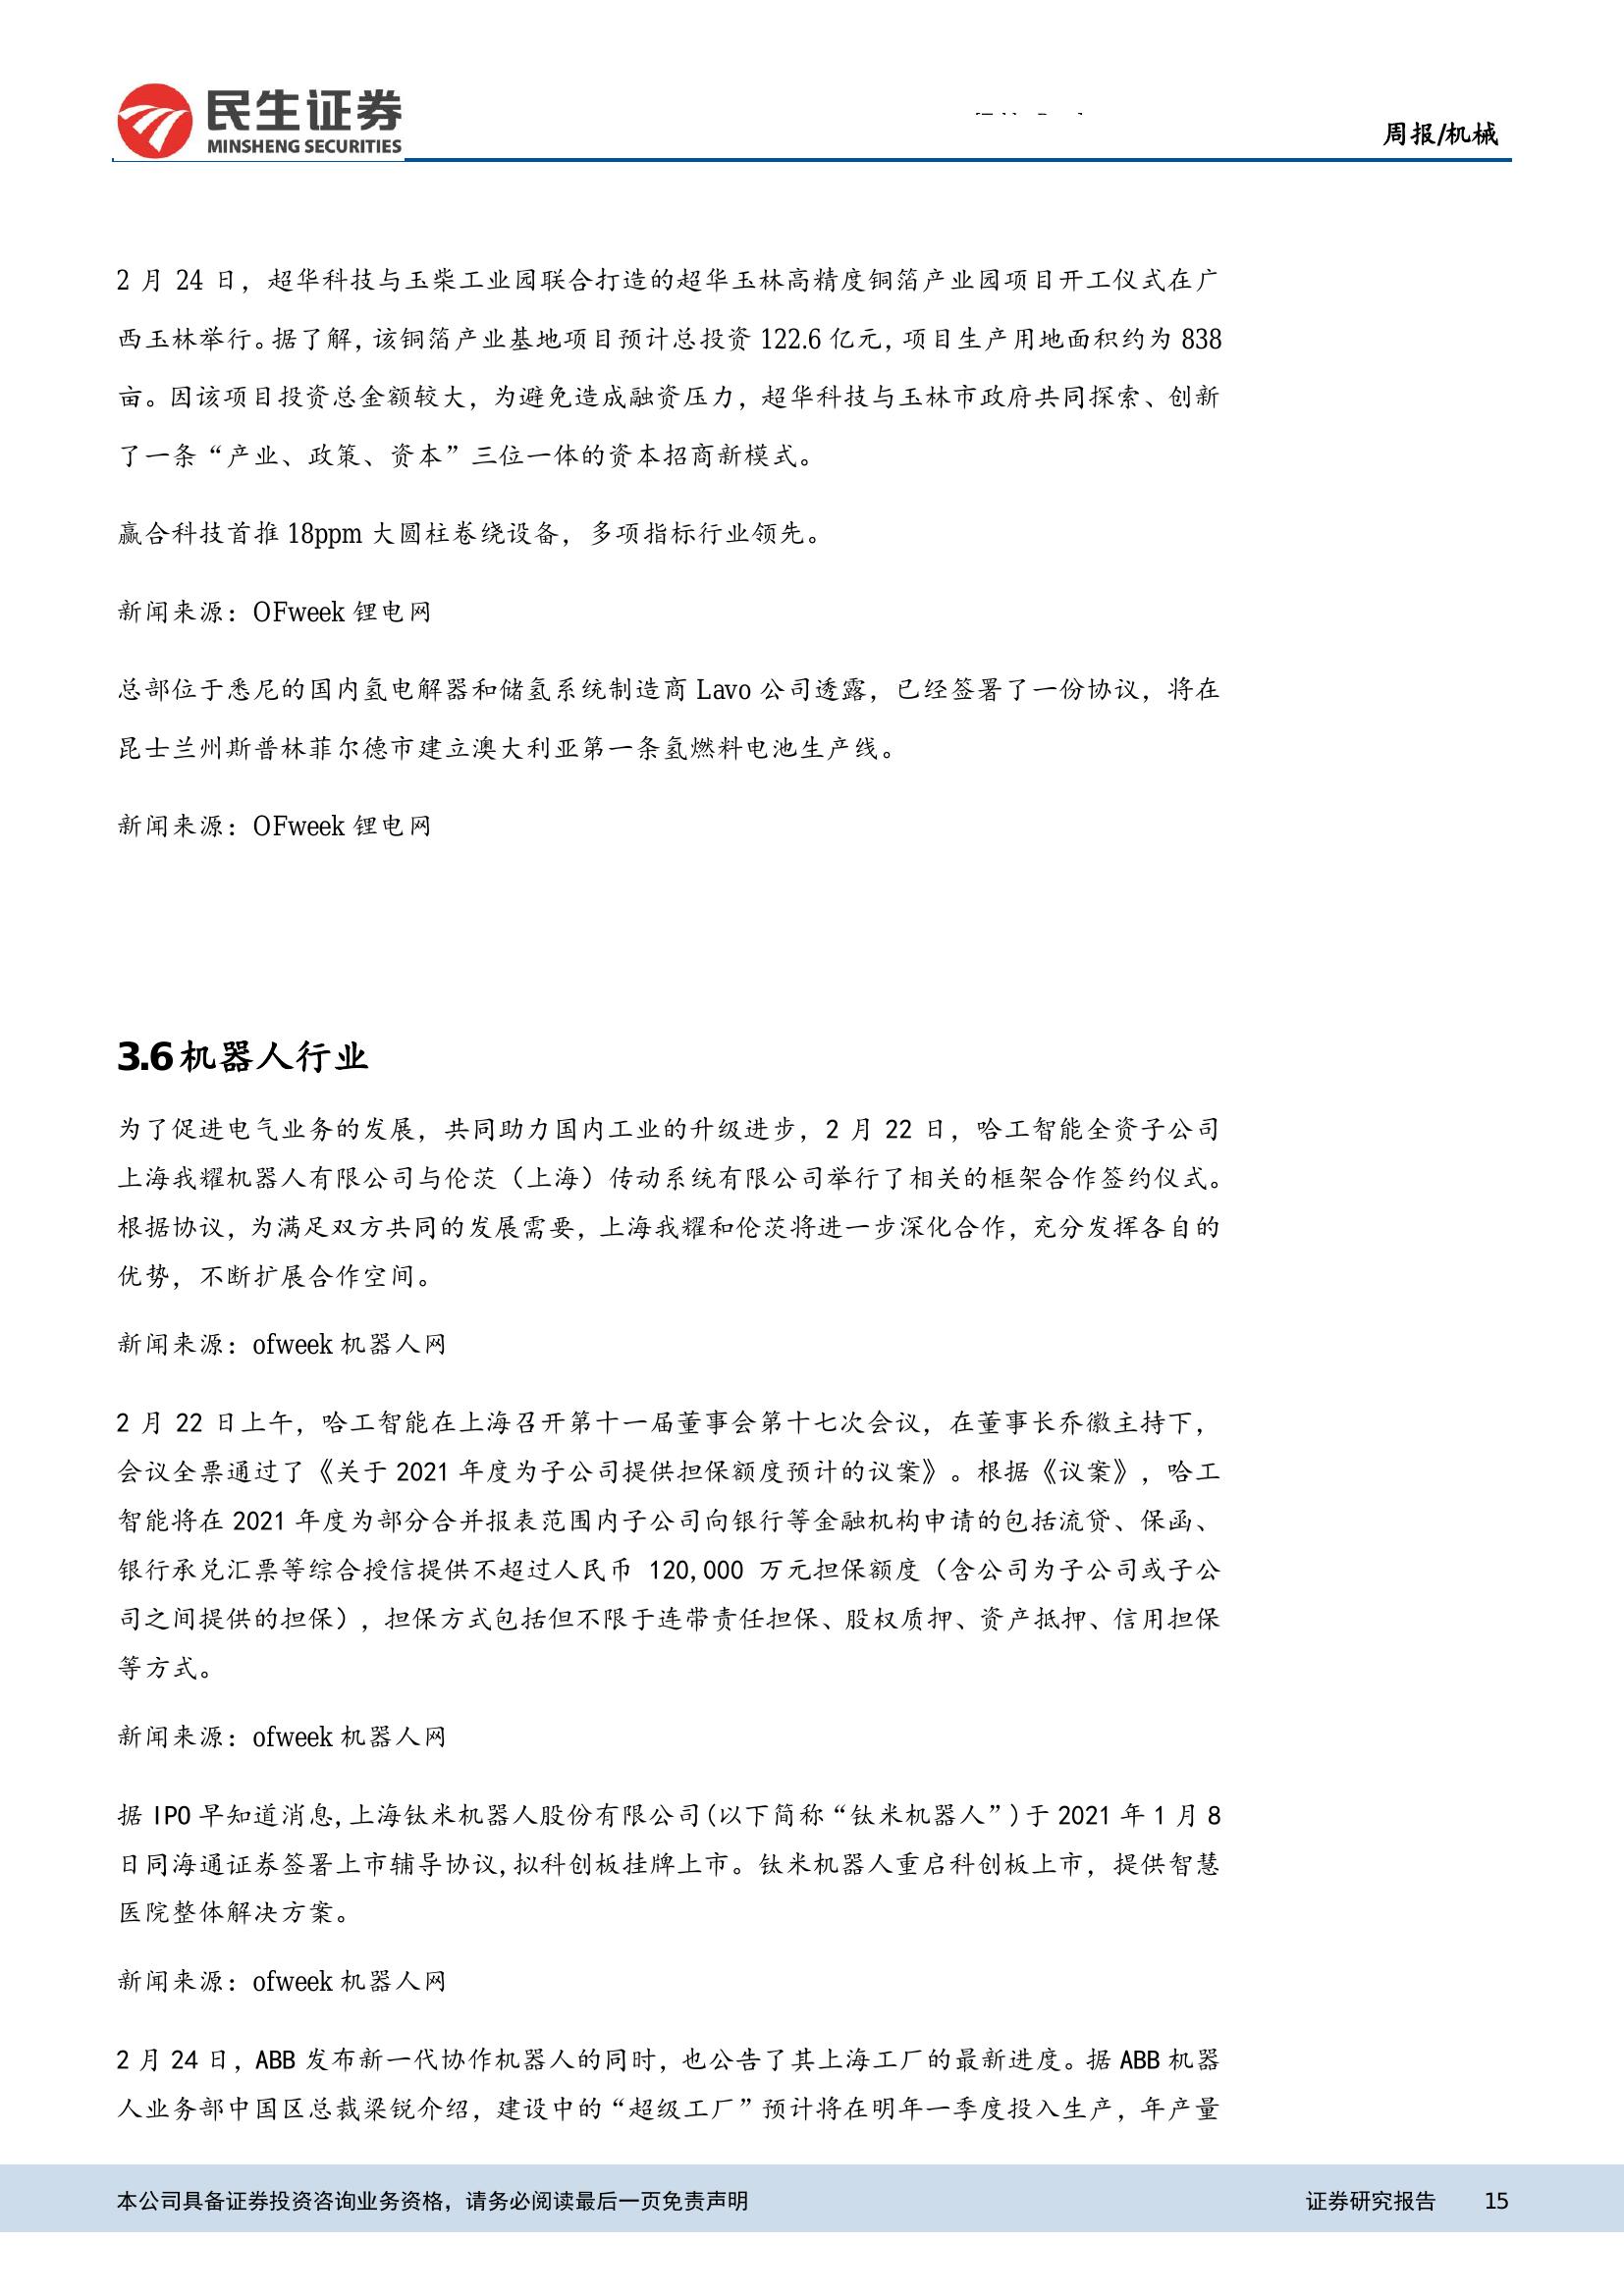 民生证券
MINSHENG SECURITIES
周报/机械
2 月 24 日，超华科技与玉柴工业园联合打造的超华玉林高精度铜箔产业园项目开工仪式在广
西玉林举行。据了解，该铜箔产业基地项目预计总投资 122.6 亿元，项目生产用地面积约为 838
亩。因该项目投资总金额较大，为避免造成融资压力，超华科技与玉林市政府共同探索、创新
了一条“产业、政策、资本”三位一体的资本招商新模式。
赢合科技首推 18ppm 大圆柱卷绕设备，多项指标行业领先。
新闻来源：OFweek 锂电网
总部位于悉尼的国内氢电解器和储氢系统制造商 Lavo 公司透露，已经签署了一份协议，将在
昆士兰州斯普林菲尔德市建立澳大利亚第一条氢燃料电池生产线。
新闻来源：OFweek 锂电网
3.6 机器人行业
为了促进电气业务的发展，共同助力国内工业的升级进步，2 月 22 日，哈工智能全资子公司
上海我耀机器人有限公司与伦茨（上海）传动系统有限公司举行了相关的框架合作签约仪式。
根据协议，为满足双方共同的发展需要，上海我耀和伦茨将进一步深化合作，充分发挥各自的
优势，不断扩展合作空间。
新闻来源：ofweek 机器人网
2 月 22 日上午，哈工智能在上海召开第十一届董事会第十七次会议，在董事长乔徽主持下，
会议全票通过了《关于 2021 年度为子公司提供担保额度预计的议案》。根据《议案》，哈工
智能将在 2021 年度为部分合并报表范围内子公司向银行等金融机构申请的包括流贷、保函、
银行承兑汇票等综合授信提供不超过人民币 120,000 万元担保额度（含公司为子公司或子公
司之间提供的担保），担保方式包括但不限于连带责任担保、股权质押、资产抵押、信用担保
等方式。
新闻来源：ofweek 机器人网
据 IPO 早知道消息,上海钛米机器人股份有限公司(以下简称“钛米机器人”)于 2021 年 1 月 8
日同海通证券签署上市辅导协议,拟科创板挂牌上市。钛米机器人重启科创板上市，提供智慧
医院整体解决方案。
新闻来源：ofweek 机器人网
2 月 24 日，ABB 发布新一代协作机器人的同时，也公告了其上海工厂的最新进度。据 ABB 机器
人业务部中国区总裁梁锐介绍，建设中的“超级工厂”预计将在明年一季度投入生产，年产量
本公司具备证券投资咨询业务资格，请务必阅读最后一页免责声明
证券研究报告 15